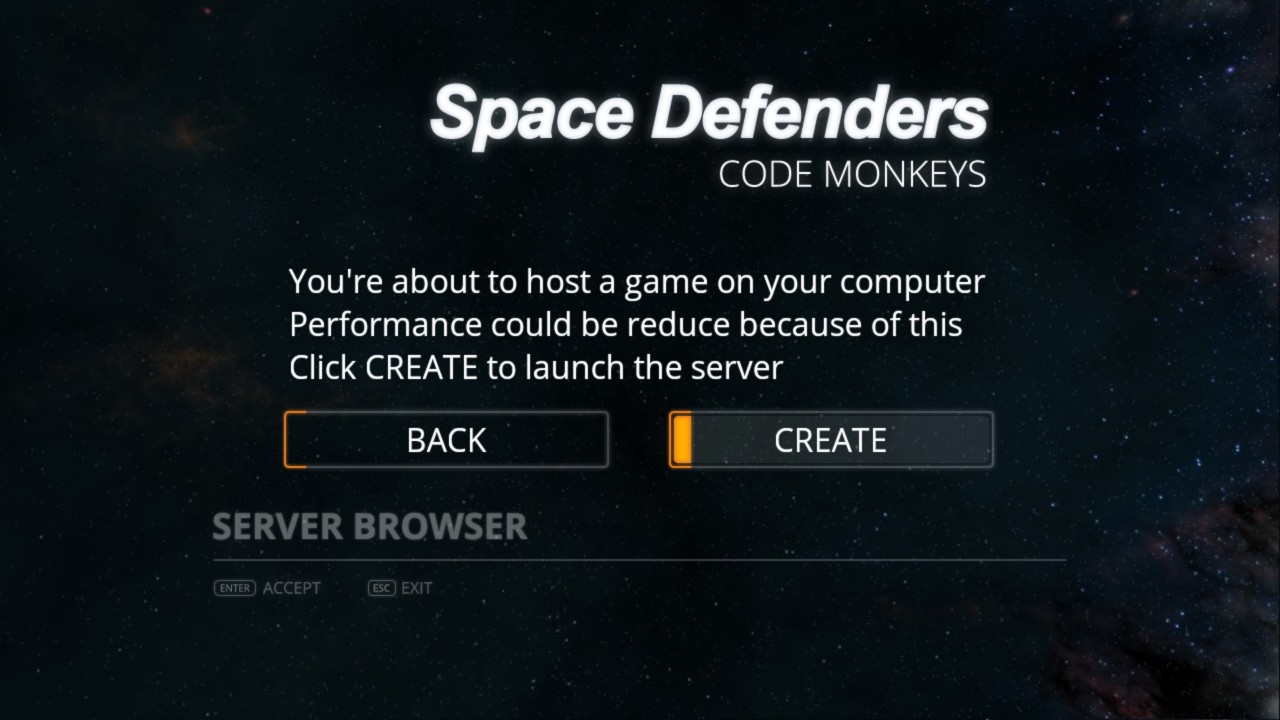 Space Defenders
CODE MONKEYS
You're about to host a game on your computer
Performance could be reduce because of this
Click CREATE to launch the server
BACK CREATE
SERVER BROWSER
ENTER ACCEPT ESC EXIT